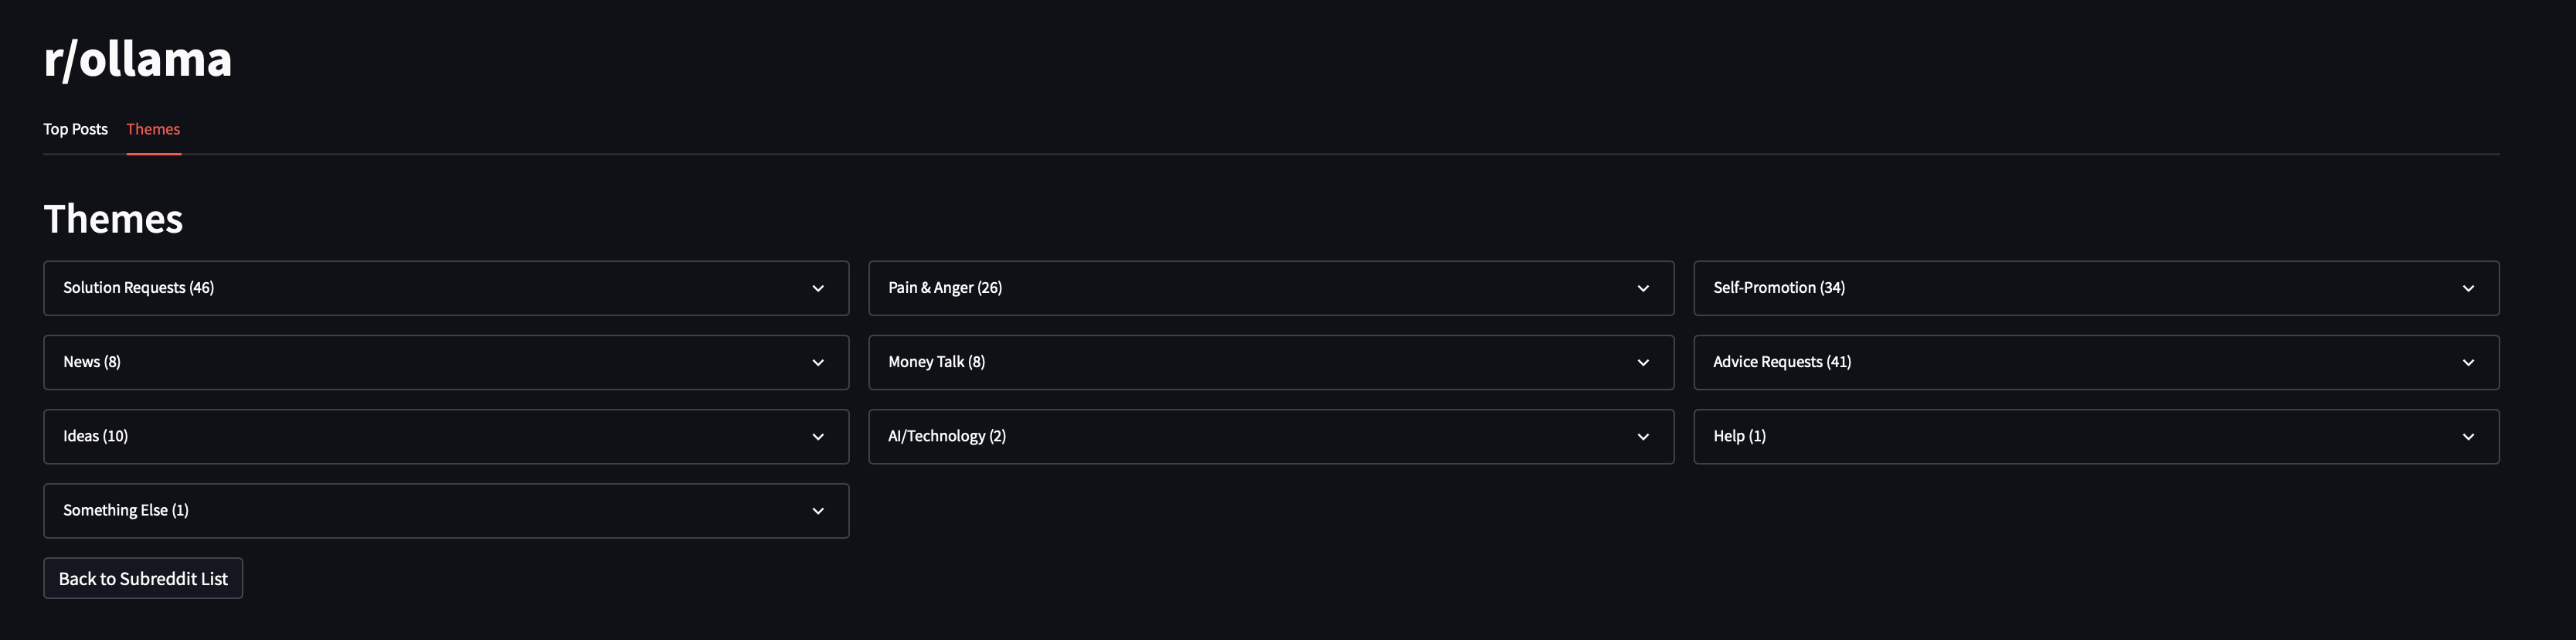 r/ollama
Top Posts Themes
Themes
Solution Requests (46)
Pain & Anger (26)
Self-Promotion (34)
News (8)
Money Talk (8)
Advice Requests (41)
Ideas (10)
AI/Technology (2)
Help (1)
Something Else (1)
Back to Subreddit List